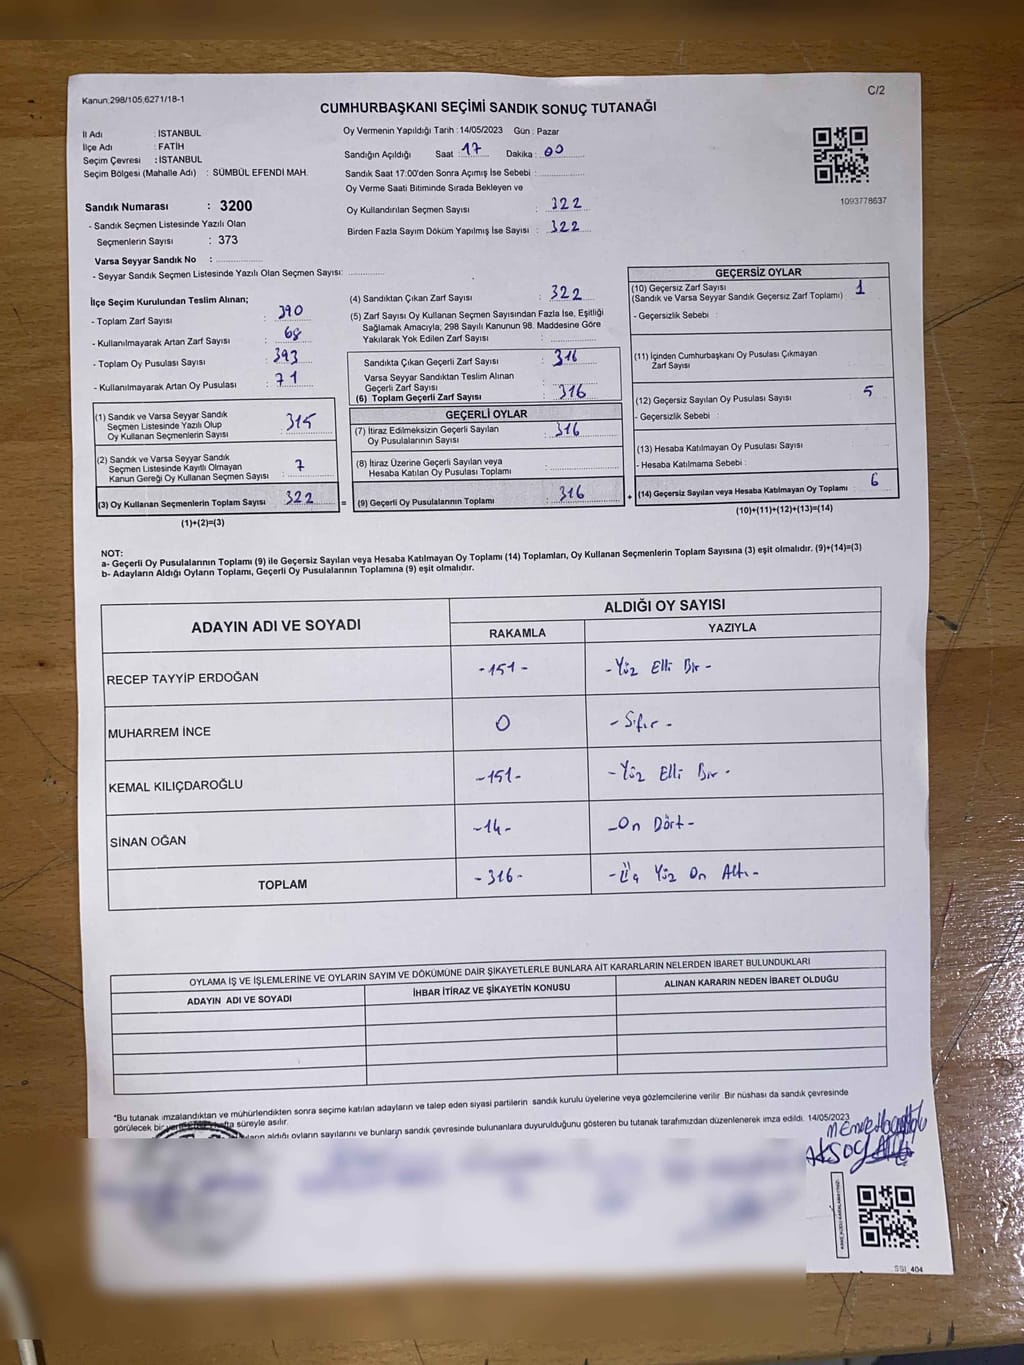 Kanun:298/105;6271/18-1
C/2
CUMHURBAŞKANI SEÇİMİ SANDIK SONUÇ TUTANAĞI
İl Adı : İSTANBUL
İlçe Adı : FATİH
Seçim Çevresi : İSTANBUL
Seçim Bölgesi (Mahalle Adı) : SÜMBÜL EFENDİ MAH.
Sandık Numarası : 3200
- Sandık Seçmen Listesinde Yazılı Olan
Seçmenlerin Sayısı : 373
Varsa Seyyar Sandık No :
- Seyyar Sandık Seçmen Listesinde Yazılı Olan Seçmen Sayısı:
Oy Vermenin Yapıldığı Tarih : 14/05/2023 Gün : Pazar
Sandığın Açıldığı Saat : 17 Dakika : 00
Sandık Saat 17:00'den Sonra Açımış İse Sebebi :
Oy Verme Saati Bitiminde Sırada Bekleyen ve
Oy Kullandırılan Seçmen Sayısı : 322
Birden Fazla Sayım Döküm Yapılmış İse Sayısı : 322
1093778637
İlçe Seçim Kurulundan Teslim Alınan;
- Toplam Zarf Sayısı : 390
- Kullanılmayarak Artan Zarf Sayısı : 68
- Toplam Oy Pusulası Sayısı : 393
- Kullanılmayarak Artan Oy Pusulası : 71
(1) Sandık ve Varsa Seyyar Sandık
Seçmen Listesinde Yazılı Olup
Oy Kullanan Seçmenlerin Sayısı : 315
(2) Sandık ve Varsa Seyyar Sandık
Seçmen Listesinde Kayıtlı Olmayan
Kanun Gereği Oy Kullanan Seçmen Sayısı : 7
(3) Oy Kullanan Seçmenlerin Toplam Sayısı : 322
(1)+(2)=(3)
(4) Sandıktan Çıkan Zarf Sayısı : 322
(5) Zarf Sayısı Oy Kullanan Seçmen Sayısından Fazla İse, Eşitliği
Sağlamak Amacıyla; 298 Sayılı Kanunun 98. Maddesine Göre
Yakılarak Yok Edilen Zarf Sayısı :
Sandıkta Çıkan Geçerli Zarf Sayısı : 316
Varsa Seyyar Sandıktan Teslim Alınan
Geçerli Zarf Sayısı :
(6) Toplam Geçerli Zarf Sayısı : 316
GEÇERLİ OYLAR
(7) İtiraz Edilmeksizin Geçerli Sayılan
Oy Pusulalarının Sayısı : 316
(8) İtiraz Üzerine Geçerli Sayılan veya
Hesaba Katılan Oy Pusulası Toplamı :
= (9) Geçerli Oy Pusulalarının Toplamı : 316
GEÇERSİZ OYLAR
(10) Geçersiz Zarf Sayısı
(Sandık ve Varsa Seyyar Sandık Geçersiz Zarf Toplamı) : 1
- Geçersizlik Sebebi :
(11) İçinden Cumhurbaşkanı Oy Pusulası Çıkmayan
Zarf Sayısı :
(12) Geçersiz Sayılan Oy Pusulası Sayısı : 5
- Geçersizlik Sebebi :
(13) Hesaba Katılmayan Oy Pusulası Sayısı :
- Hesaba Katılmama Sebebi :
+ (14) Geçersiz Sayılan veya Hesaba Katılmayan Oy Toplamı : 6
(10)+(11)+(12)+(13)=(14)
NOT:
a- Geçerli Oy Pusulalarının Toplamı (9) ile Geçersiz Sayılan veya Hesaba Katılmayan Oy Toplamı (14) Toplamları, Oy Kullanan Seçmenlerin Toplam Sayısına (3) eşit olmalıdır. (9)+(14)=(3)
b- Adayların Aldığı Oyların Toplamı, Geçerli Oy Pusulalarının Toplamına (9) eşit olmalıdır.
ADAYIN ADI VE SOYADI
ALDIĞI OY SAYISI
RAKAMLA YAZIYLA
RECEP TAYYİP ERDOĞAN -151- -Yüz Elli Bir-
MUHARREM İNCE 0 -Sıfır-
KEMAL KILIÇDAROĞLU -151- -Yüz Elli Bir-
SİNAN OĞAN -14- -On Dört-
TOPLAM -316- -Üç Yüz On Altı-
OYLAMA İŞ VE İŞLEMLERİNE VE OYLARIN SAYIM VE DÖKÜMÜNE DAİR ŞİKAYETLERLE BUNLARA AİT KARARLARIN NELERDEN İBARET BULUNDUKLARI
ADAYIN ADI VE SOYADI İHBAR İTİRAZ VE ŞİKAYETİN KONUSU ALINAN KARARIN NEDEN İBARET OLDUĞU
*Bu tutanak imzalandıktan ve mühürlendikten sonra seçime katılan adayların ve talep eden siyasi partilerin sandık kurulu üyelerine veya gözlemcilerine verilir. Bir nüshası da sandık çevresinde
görülecek bir hafta süreyle asılır.
aldığı oyların sayılarını ve bunların sandık çevresinde bulunanlara duyurulduğunu gösteren bu tutanak tarafımızdan düzenlenerek imza edildi. 14/05/2023
AKSOY
SSI_404